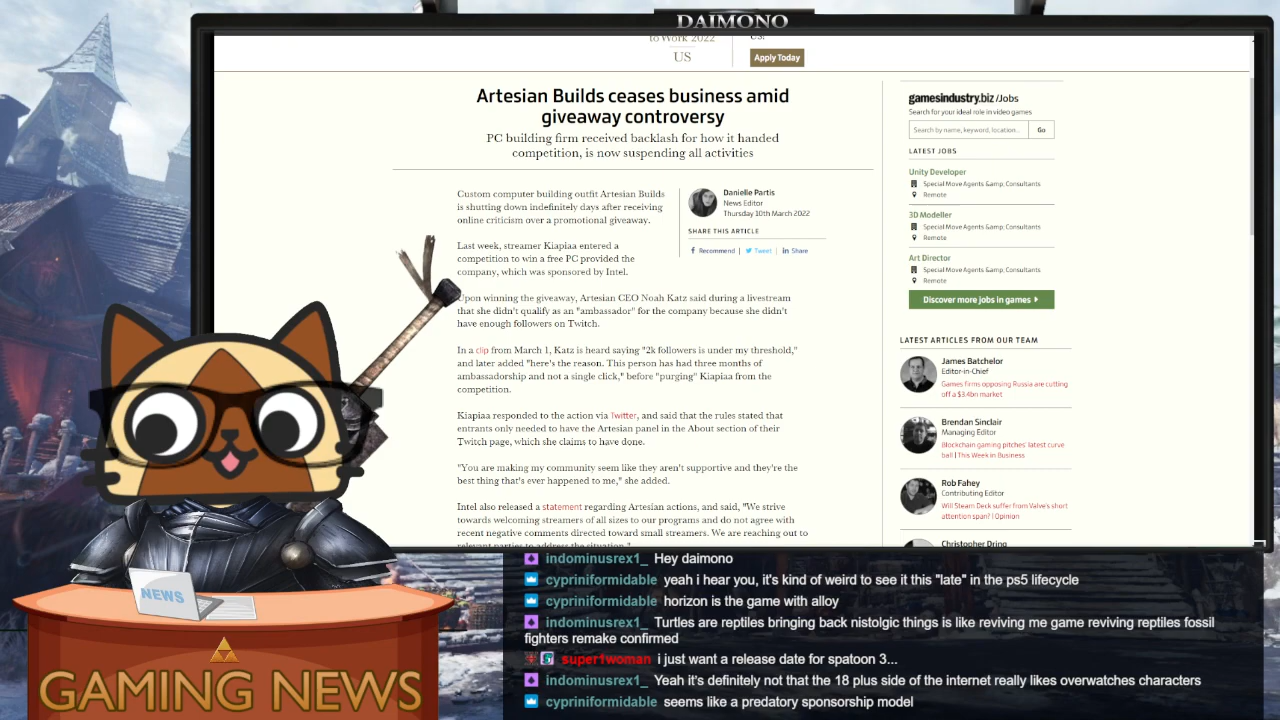 DAIMONO
to Work 2022
US
US!
Apply Today
Artesian Builds ceases business amid
giveaway controversy
PC building firm received backlash for how it handed
competition, is now suspending all activities
Custom computer building outfit Artesian Builds
is shutting down indefinitely days after receiving
online criticism over a promotional giveaway.
Danielle Partis
News Editor
Thursday 10th March 2022
SHARE THIS ARTICLE
Recommend | Tweet | in Share
Last week, streamer Kiapiaa entered a
competition to win a free PC provided the
company, which was sponsored by Intel.
Upon winning the giveaway, Artesian CEO Noah Katz said during a livestream
that she didn't qualify as an "ambassador" for the company because she didn't
have enough followers on Twitch.
In a clip from March 1, Katz is heard saying "2k followers is under my threshold,"
and later added "here's the reason. This person has had three months of
ambassadorship and not a single click," before "purging" Kiapiaa from the
competition.
Kiapiaa responded to the action via Twitter, and said that the rules stated that
entrants only needed to have the Artesian panel in the About section of their
Twitch page, which she claims to have done.
"You are making my community seem like they aren't supportive and they're the
best thing that's ever happened to me," she added.
Intel also released a statement regarding Artesian actions, and said, "We strive
towards welcoming streamers of all sizes to our programs and do not agree with
recent negative comments directed toward small streamers. We are reaching out to
relevant parties to address the situation."
gamesindustry.biz /Jobs
Search for your ideal role in video games
Search by name, keyword, location... Go
LATEST JOBS
Unity Developer
Special Move Agents &amp; Consultants
Remote
3D Modeller
Special Move Agents &amp; Consultants
Remote
Art Director
Special Move Agents &amp; Consultants
Remote
Discover more jobs in games
LATEST ARTICLES FROM OUR TEAM
James Batchelor
Editor-in-Chief
Games firms opposing Russia are cutting
off a $3.4bn market
Brendan Sinclair
Managing Editor
Blockchain gaming pitches' latest curve
ball | This Week in Business
Rob Fahey
Contributing Editor
Will Steam Deck suffer from Valve's short
attention span? | Opinion
Christopher Dring
NEWS
GAMING NEWS
indominusrex1_ Hey daimono
cypriniformidable yeah i hear you, it's kind of weird to see it this "late" in the ps5 lifecycle
cypriniformidable horizon is the game with alloy
indominusrex1_ Turtles are reptiles bringing back nistolgic things is like reviving me game reviving reptiles fossil
fighters remake confirmed
super1woman i just want a release date for spatoon 3...
indominusrex1_ Yeah it's definitely not that the 18 plus side of the internet really likes overwatches characters
cypriniformidable seems like a predatory sponsorship model